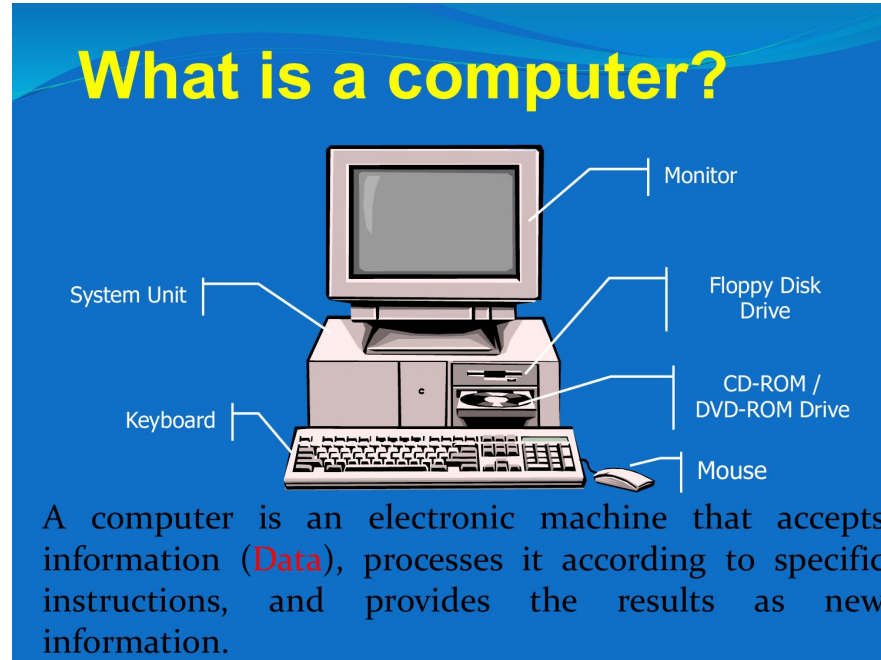 What is a computer?
Monitor
System Unit
Floppy Disk
Drive
CD-ROM /
DVD-ROM Drive
Keyboard
Mouse
A computer is an electronic machine that accepts
information (Data), processes it according to specific
instructions, and provides the results as new
information.